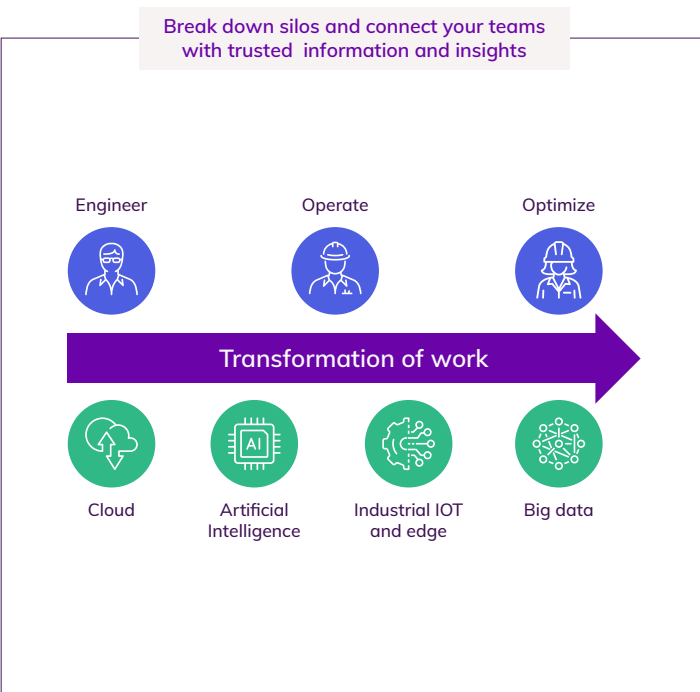 Break down silos and connect your teams
with trusted information and insights
Engineer
Operate
Optimize
Transformation of work
AI
Cloud
Artificial
Intelligence
Industrial IOT
and edge
Big data